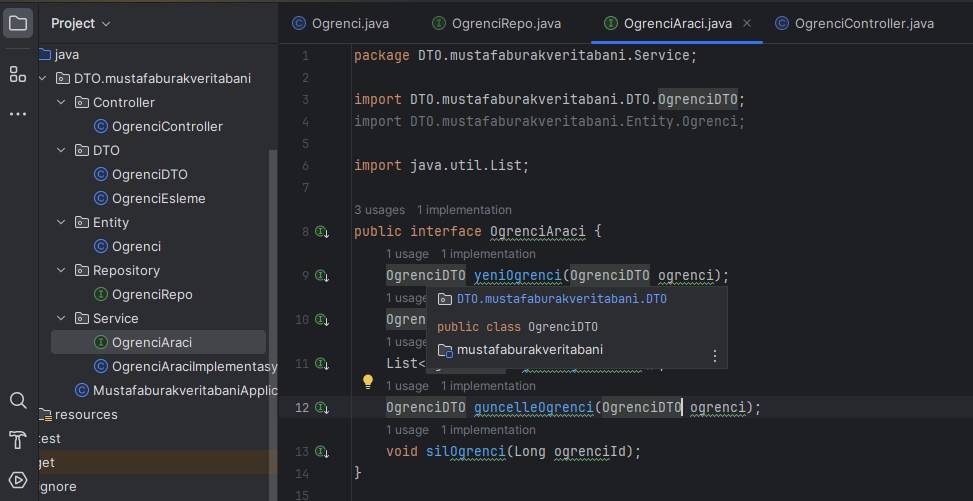 Project
Ogrenci.java
OgrenciRepo.java
OgrenciAraci.java
OgrenciController.java
java
DTO.mustafaburakveritabani
Controller
OgrenciController
DTO
OgrenciDTO
OgrenciEsleme
Entity
Ogrenci
Repository
OgrenciRepo
Service
OgrenciAraci
OgrenciAraciImplementasy
MustafaburakveritabaniApplic
resources
test
get
ignore
1 package DTO.mustafaburakveritabani.Service;
2
3 import DTO.mustafaburakveritabani.DTO.OgrenciDTO;
4 import DTO.mustafaburakveritabani.Entity.Ogrenci;
5
6 import java.util.List;
7
3 usages 1 implementation
8 public interface OgrenciAraci {
1 usage 1 implementation
9 OgrenciDTO yeniOgrenci(OgrenciDTO ogrenci);
1 usage
DTO.mustafaburakveritabani.DTO
10 Ogren
public class OgrenciDTO
1 usage
mustafaburakveritabani
11 List<
1 usage 1 implementation
12 OgrenciDTO guncelleOgrenci(OgrenciDTO ogrenci);
1 usage 1 implementation
13 void silOgrenci(Long ogrenciId);
14 }
15